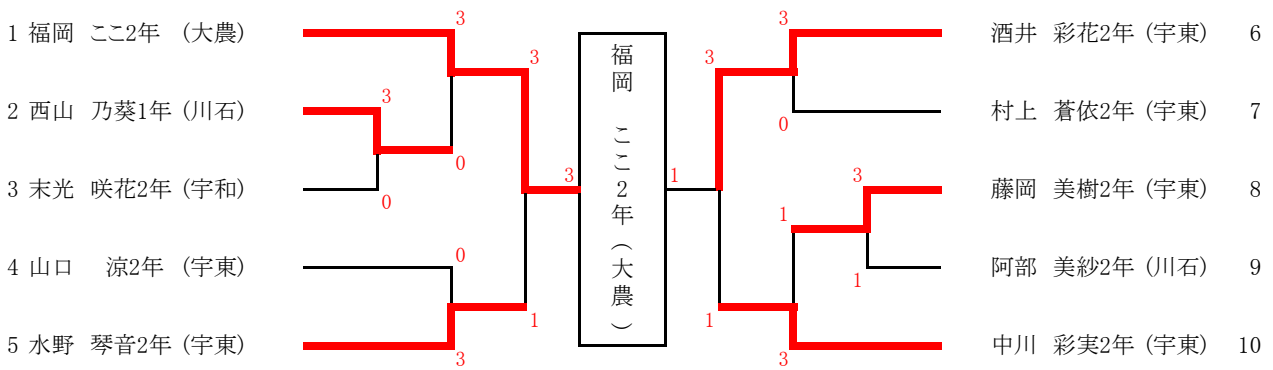 1 福岡 ここ2年 (大農)
2 西山 乃葵1年 (川石)
3 末光 咲花2年 (宇和)
4 山口 涼2年 (宇東)
5 水野 琴音2年 (宇東)
3
3
0
0
0
3
3
1
3
福岡 ここ2年(大農)
1
3
3
0
3
1
1
1
3
酒井 彩花2年 (宇東) 6
村上 蒼依2年 (宇東) 7
藤岡 美樹2年 (宇東) 8
阿部 美紗2年 (川石) 9
中川 彩実2年 (宇東) 10